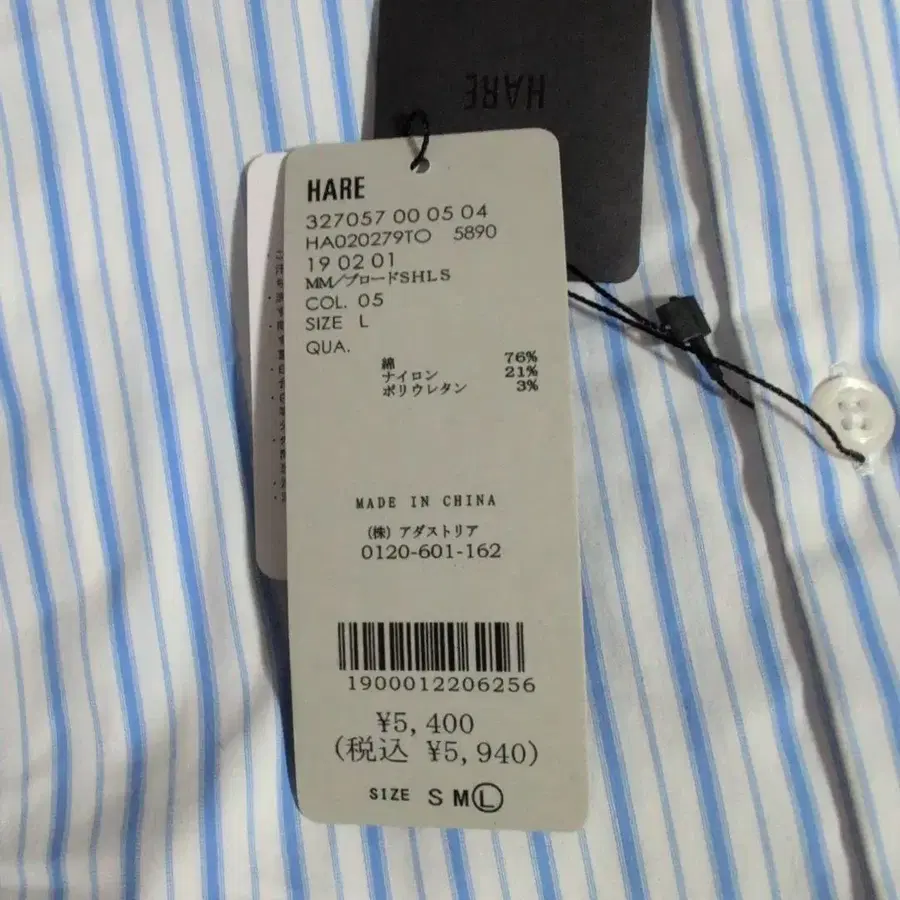 HARE
HARE
327057 00 05 04
HA020279TO 5890
19 02 01
MM/ブロードSHLS
COL. 05
SIZE L
QUA.
綿 76%
ナイロン 21%
ポリウレタン 3%
MADE IN CHINA
(株) アダストリア
0120-601-162
1900012206256
¥5,400
(税込 ¥5,940)
SIZE S M L